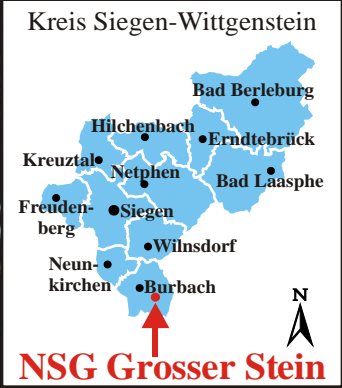 Kreis Siegen-Wittgenstein
Bad Berleburg
Hilchenbach
Erndtebrück
Kreuztal
Netphen
Bad Laasphe
Freuden-
berg
Siegen
Wilnsdorf
Neun-
kirchen
Burbach
N
NSG Grosser Stein